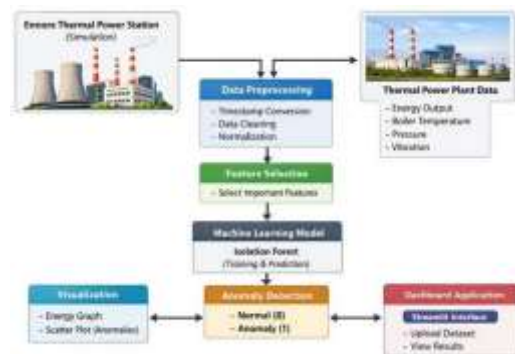 Ennore Thermal Power Station
(Simulation)
Data Preprocessing
- Timestamp Conversion
- Data Cleaning
- Normalization
Thermal Power Plant Data
- Energy Output
- Boiler Temperature
- Pressure
- Vibration
Feature Selection
- Select Important Features
Machine Learning Model
Isolation Forest
(Training & Prediction)
Visualization
- Energy Graph
- Scatter Plot (Anomalies)
Anomaly Detection
- Normal (0)
- Anomaly (1)
Dashboard Application
Streamlit Interface
- Upload Dataset
- View Results